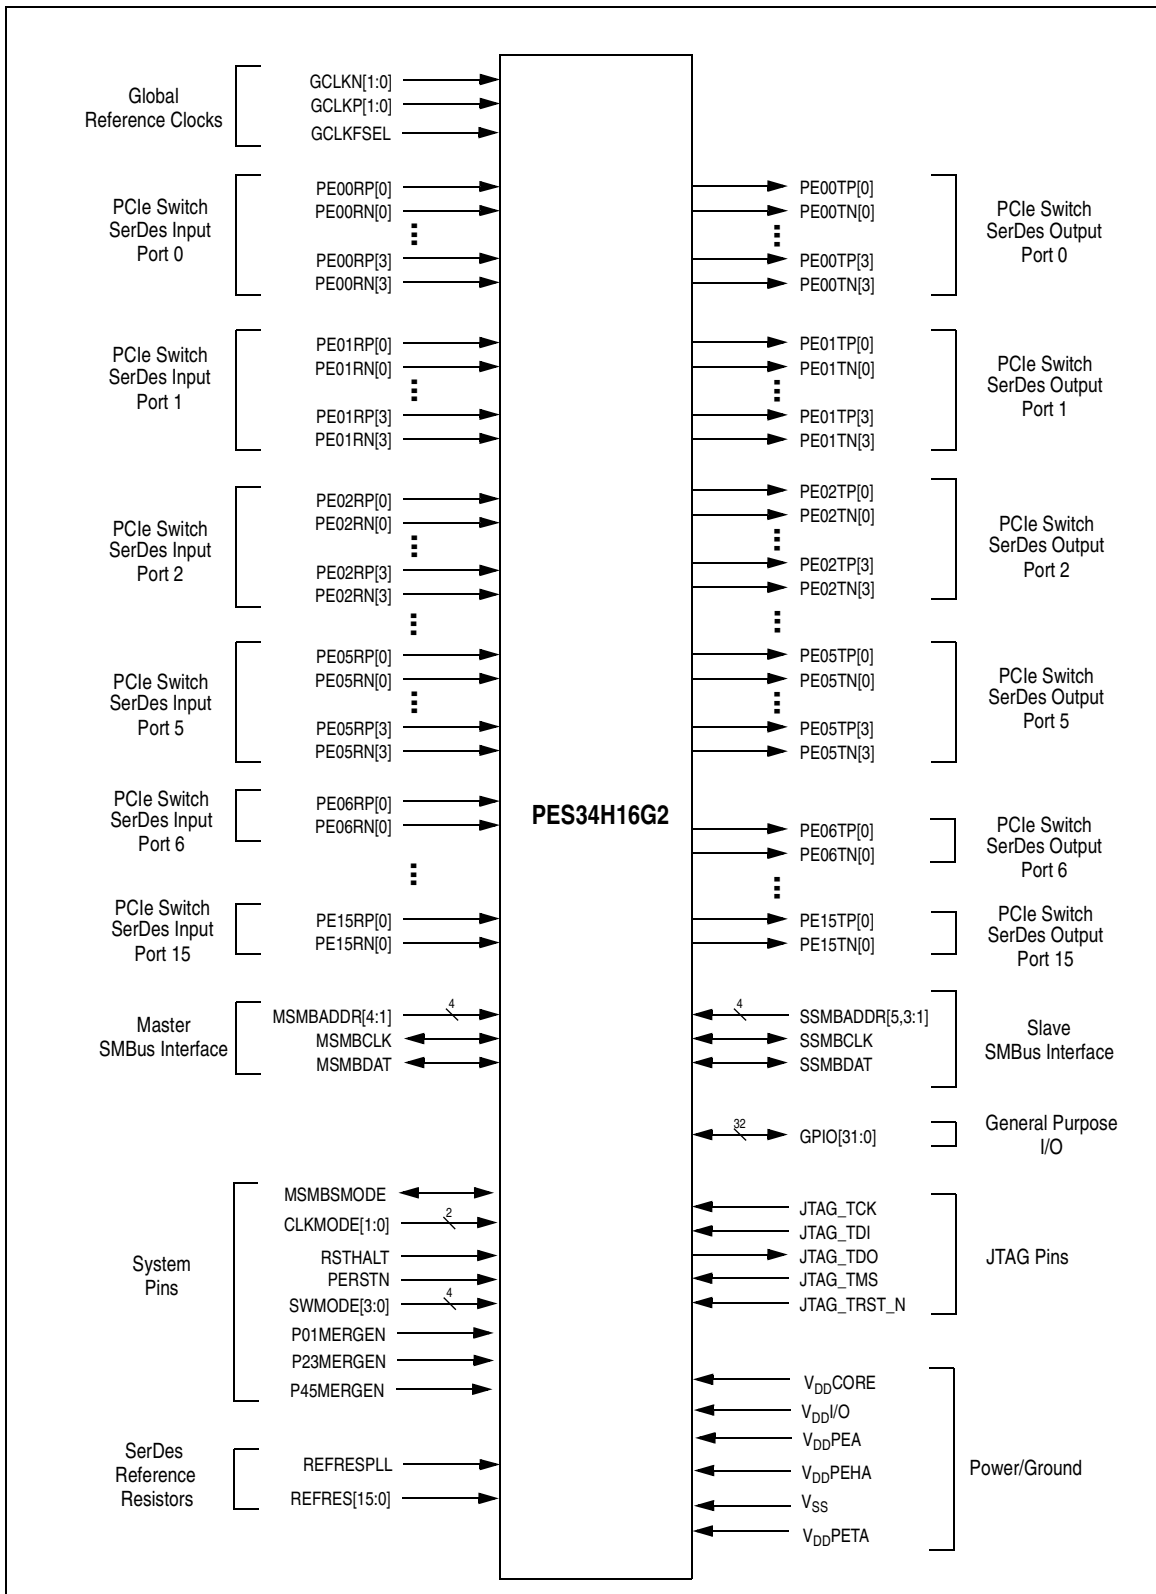 Global
Reference Clocks
GCLKN[1:0]
GCLKP[1:0]
GCLKFSEL
PCIe Switch
SerDes Input
Port 0
PE00RP[0]
PE00RN[0]
PE00RP[3]
PE00RN[3]
PCIe Switch
SerDes Input
Port 1
PE01RP[0]
PE01RN[0]
PE01RP[3]
PE01RN[3]
PCIe Switch
SerDes Input
Port 2
PE02RP[0]
PE02RN[0]
PE02RP[3]
PE02RN[3]
PCIe Switch
SerDes Input
Port 5
PE05RP[0]
PE05RN[0]
PE05RP[3]
PE05RN[3]
PCIe Switch
SerDes Input
Port 6
PE06RP[0]
PE06RN[0]
PCIe Switch
SerDes Input
Port 15
PE15RP[0]
PE15RN[0]
Master
SMBus Interface
MSMBADDR[4:1]
4
MSMBCLK
MSMBDAT
System
Pins
MSMBSMODE
CLKMODE[1:0]
2
RSTHALT
PERSTN
SWMODE[3:0]
4
P01MERGEN
P23MERGEN
P45MERGEN
SerDes
Reference
Resistors
REFRESPLL
REFRES[15:0]
PES34H16G2
PE00TP[0]
PE00TN[0]
PE00TP[3]
PE00TN[3]
PCIe Switch
SerDes Output
Port 0
PE01TP[0]
PE01TN[0]
PE01TP[3]
PE01TN[3]
PCIe Switch
SerDes Output
Port 1
PE02TP[0]
PE02TN[0]
PE02TP[3]
PE02TN[3]
PCIe Switch
SerDes Output
Port 2
PE05TP[0]
PE05TN[0]
PE05TP[3]
PE05TN[3]
PCIe Switch
SerDes Output
Port 5
PE06TP[0]
PE06TN[0]
PCIe Switch
SerDes Output
Port 6
PE15TP[0]
PE15TN[0]
PCIe Switch
SerDes Output
Port 15
4
SSMBADDR[5,3:1]
SSMBCLK
SSMBDAT
Slave
SMBus Interface
32
GPIO[31:0]
General Purpose
I/O
JTAG_TCK
JTAG_TDI
JTAG_TDO
JTAG_TMS
JTAG_TRST_N
JTAG Pins
VDDCORE
VDDI/O
VDDPEA
VDDPEHA
VSS
VDDPETA
Power/Ground